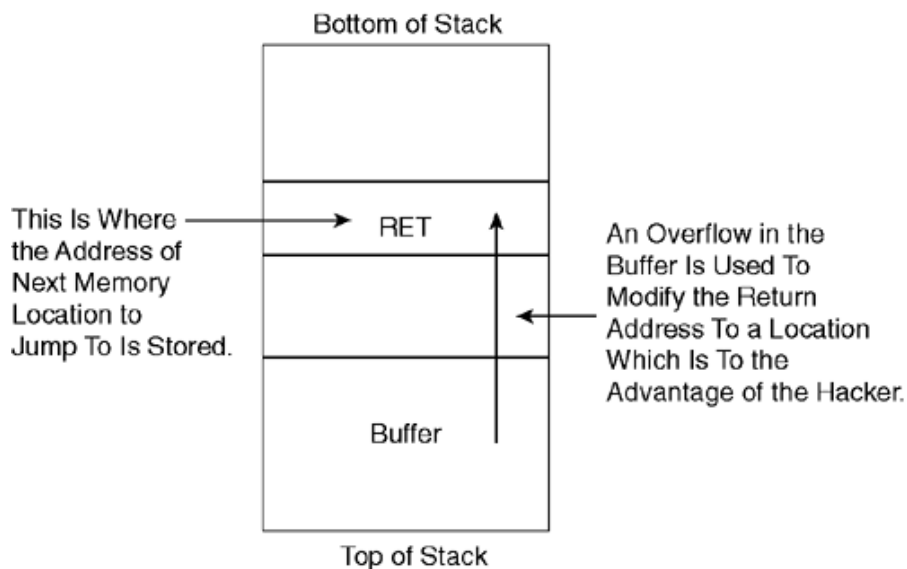 Bottom of Stack
This Is Where
the Address of
Next Memory
Location to
Jump To Is Stored.
RET
An Overflow in the
Buffer Is Used To
Modify the Return
Address To a Location
Which Is To the
Advantage of the Hacker.
Buffer
Top of Stack